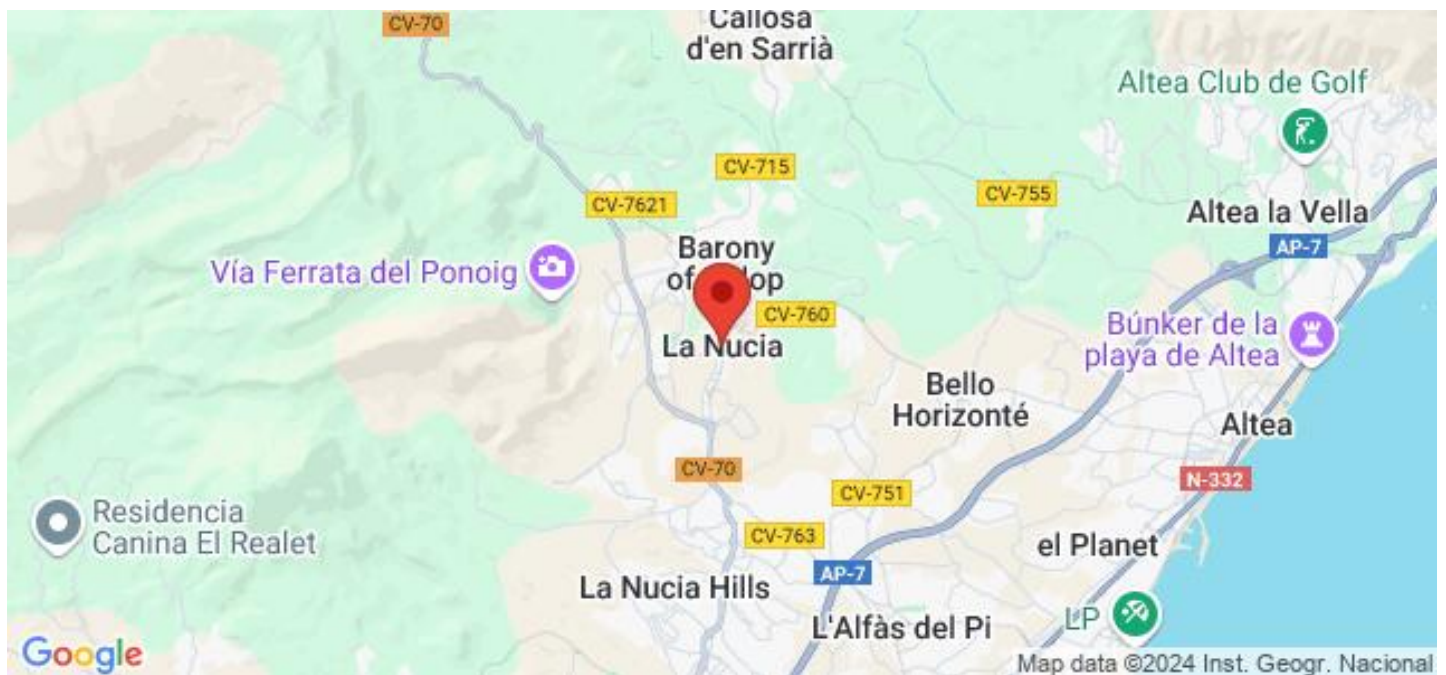 CV-70
Callosa
d'en Sarrià
Altea Club de Golf
CV-715
CV-755
CV-7621
Altea la Vella
AP-7
Barony
of
Vía Ferrata del Ponoig
CV-760
La Nucia
Búnker de la
playa de Altea
Bello
Horizonté
Altea
CV-70
N-332
CV-751
Residencia
Canina El Realet
CV-763
el Planet
AP-7
La Nucia Hills
L'Alfàs del Pi
LP
Google
Map data ©2024 Inst. Geogr. Nacional